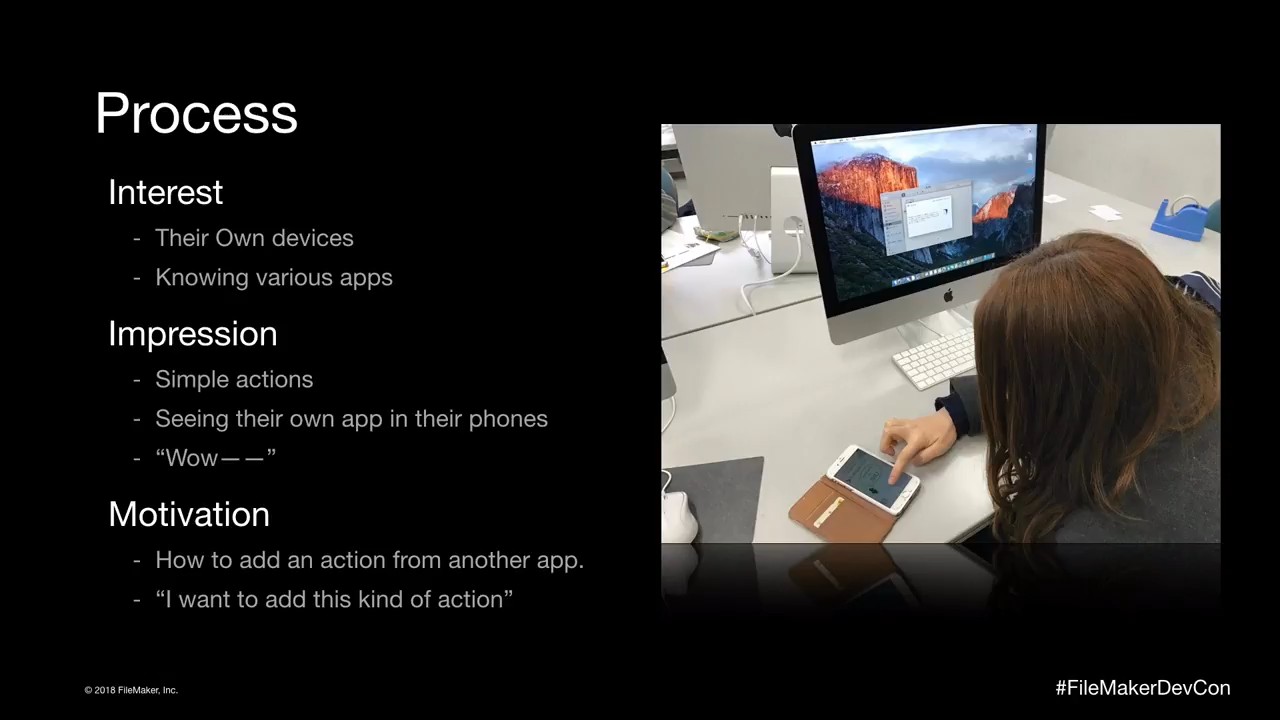 Process
Interest
- Their Own devices
- Knowing various apps
Impression
- Simple actions
- Seeing their own app in their phones
- “Wow——”
Motivation
- How to add an action from another app.
- “I want to add this kind of action”
© 2018 FileMaker, Inc.
#FileMakerDevCon